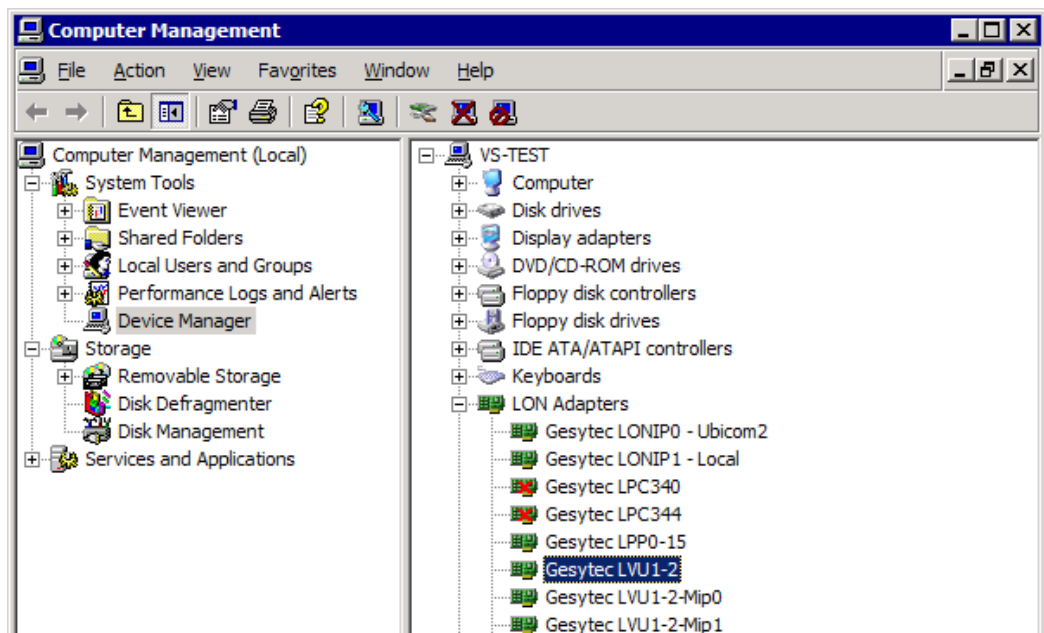 Computer Management
File Action View Favorites Window Help
Computer Management (Local)
System Tools
Event Viewer
Shared Folders
Local Users and Groups
Performance Logs and Alerts
Device Manager
Storage
Removable Storage
Disk Defragmenter
Disk Management
Services and Applications
VS-TEST
Computer
Disk drives
Display adapters
DVD/CD-ROM drives
Floppy disk controllers
Floppy disk drives
IDE ATA/ATAPI controllers
Keyboards
LON Adapters
Gesytec LONIP0 - Ubicom2
Gesytec LONIP1 - Local
Gesytec LPC340
Gesytec LPC344
Gesytec LPP0-15
Gesytec LVU1-2
Gesytec LVU1-2-Mip0
Gesytec LVU1-2-Mip1